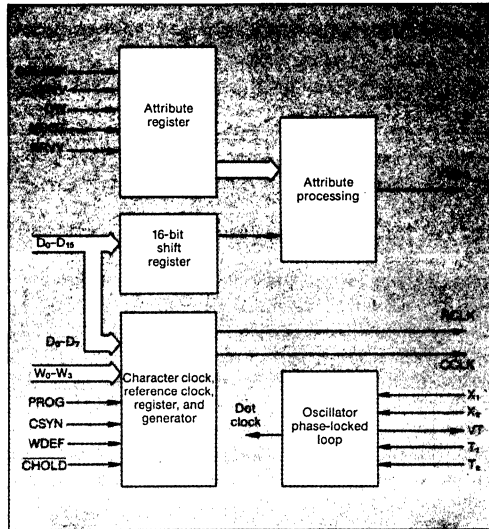 Attribute
register
Attribute
processing
16-bit
shift
register
D₀–D₁₅
D₀–D₇
RCLK
CCLK
W₀–W₃
Character clock,
reference clock,
register, and
generator
PROG
CSYN
WDEF
CHOLD
Dot
clock
Oscillator
phase-locked
loop
X₁
X₂
VT
T₁
T₂